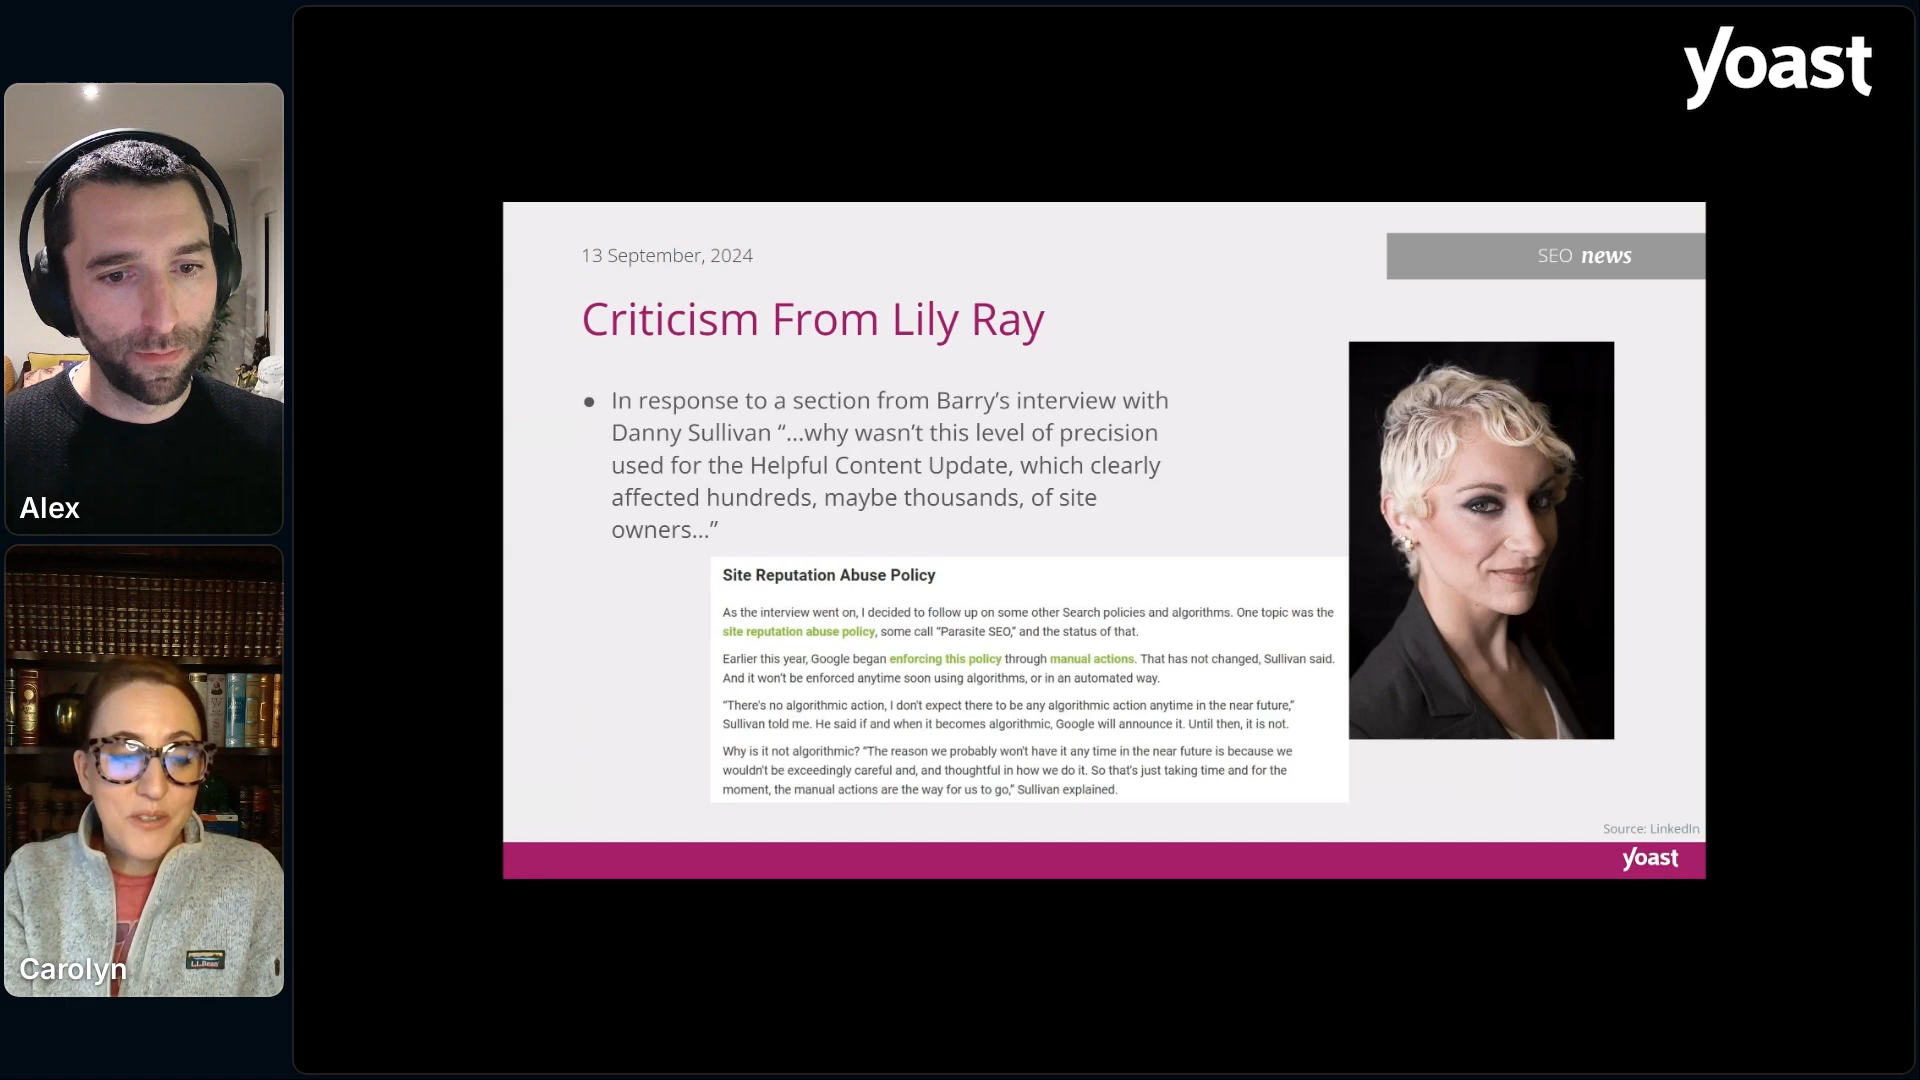 yoast
Alex
Carolyn
13 September, 2024
SEO news
Criticism From Lily Ray
● In response to a section from Barry’s interview with
Danny Sullivan “...why wasn’t this level of precision
used for the Helpful Content Update, which clearly
affected hundreds, maybe thousands, of site
owners...”
Site Reputation Abuse Policy
As the interview went on, I decided to follow up on some other Search policies and algorithms. One topic was the
site reputation abuse policy, some call “Parasite SEO,” and the status of that.
Earlier this year, Google began enforcing this policy through manual actions. That has not changed, Sullivan said.
And it won't be enforced anytime soon using algorithms, or in an automated way.
“There's no algorithmic action, I don't expect there to be any algorithmic action anytime in the near future,”
Sullivan told me. He said if and when it becomes algorithmic, Google will announce it. Until then, it is not.
Why is it not algorithmic? “The reason we probably won't have it any time in the near future is because we
wouldn't be exceedingly careful and, and thoughtful in how we do it. So that's just taking time and for the
moment, the manual actions are the way for us to go,” Sullivan explained.
Source: LinkedIn
yoast
L.L.Bean